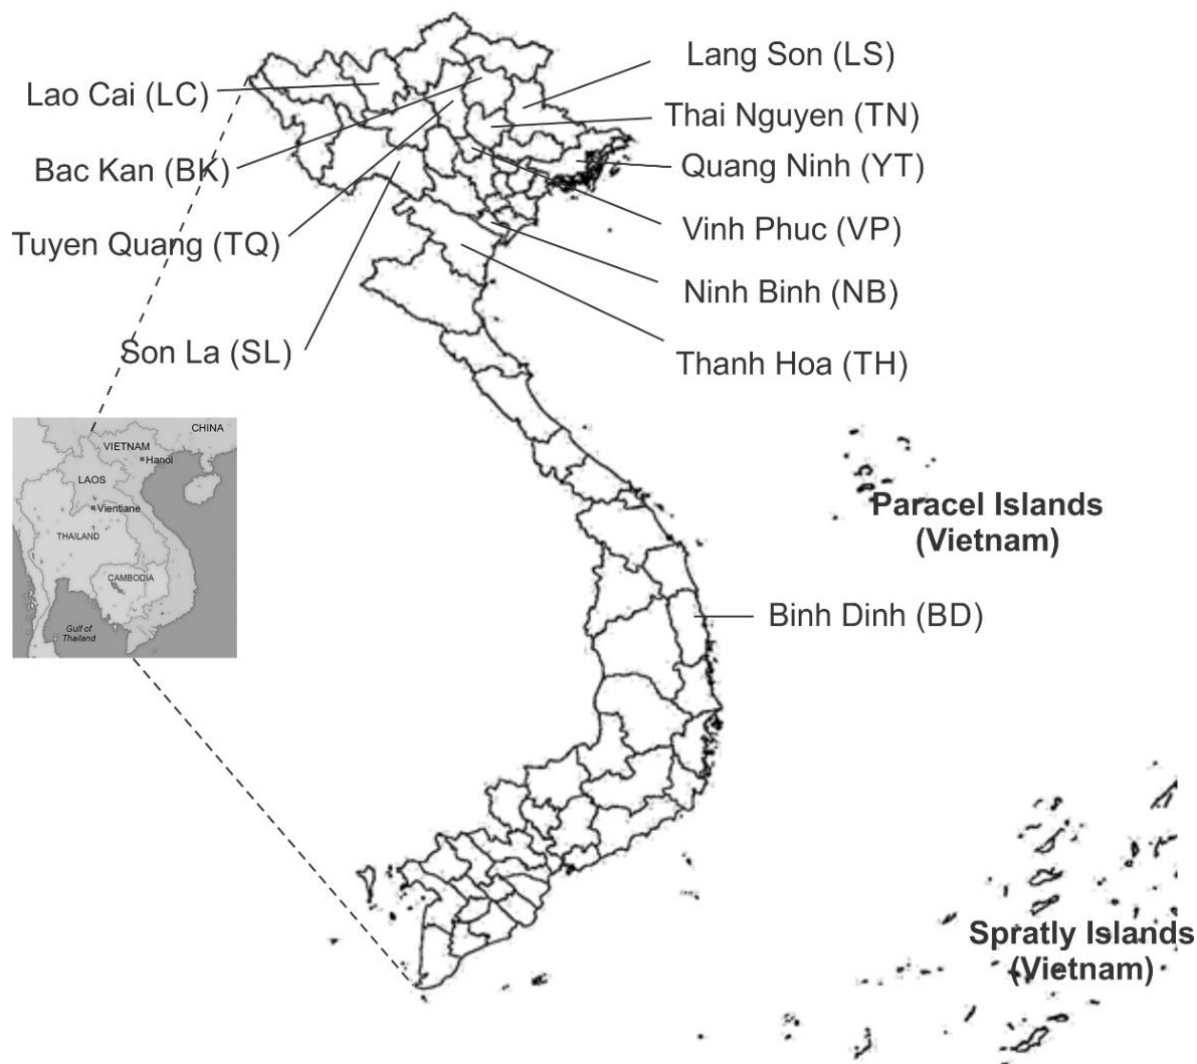 Lang Son (LS)
Lao Cai (LC)
Thai Nguyen (TN)
Bac Kan (BK)
Quang Ninh (YT)
Tuyen Quang (TQ)
Vinh Phuc (VP)
Ninh Binh (NB)
Son La (SL)
Thanh Hoa (TH)
CHINA
VIETNAM
Hanoi
LAOS
Vientiane
THAILAND
CAMBODIA
Gulf of
Thailand
Paracel Islands
(Vietnam)
Binh Dinh (BD)
Spratly Islands
(Vietnam)